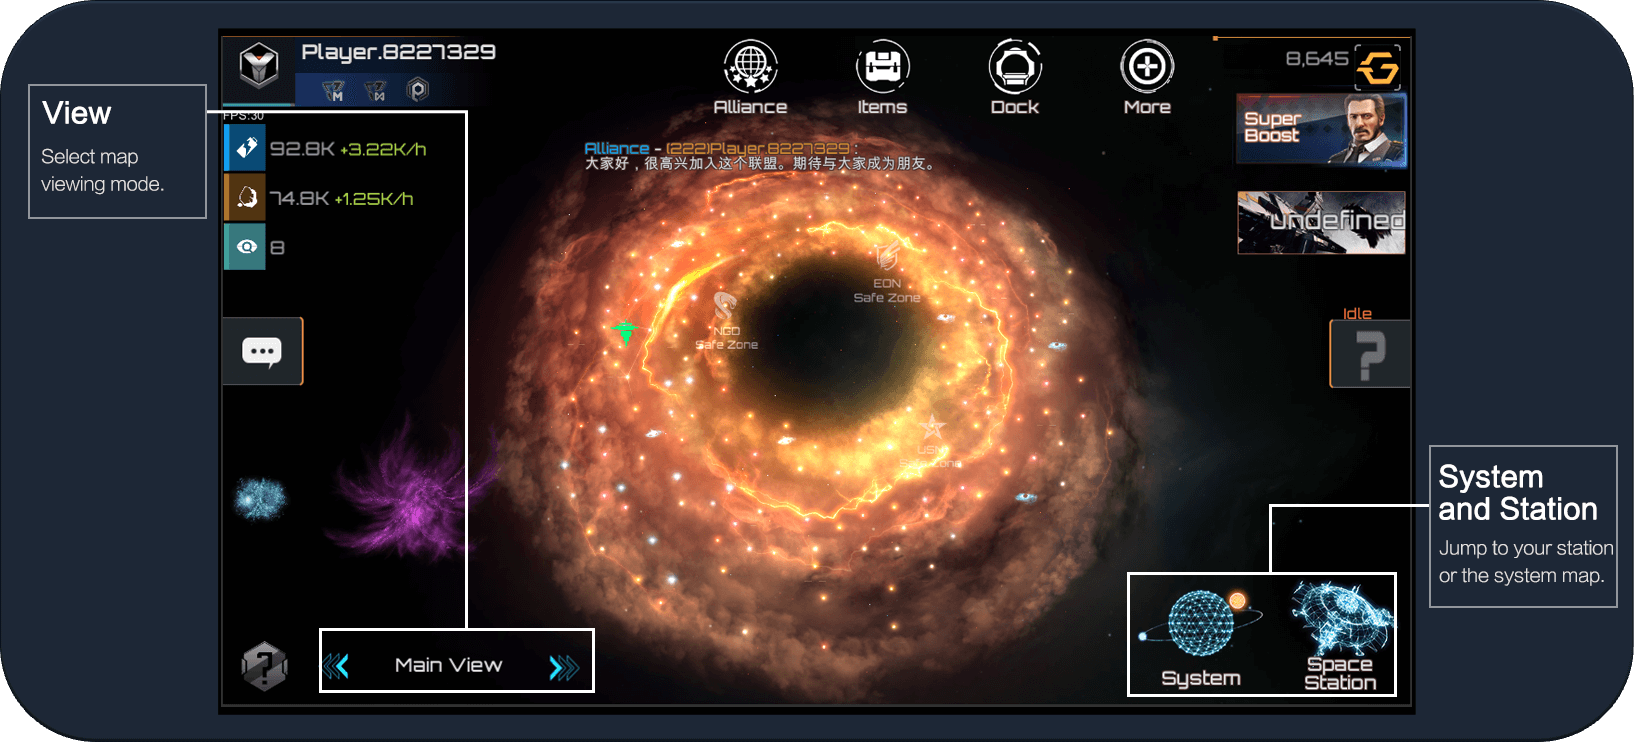 Player.8227329
FPS:30
92.8K +3.22K/h
74.8K +1.25K/h
8
Alliance
Items
Dock
More
8,645
Super
Boost
undefined
Idle
Alliance - (222)Player.8227329 :
大家好，很高兴加入这个联盟。期待与大家成为朋友。
EON
Safe Zone
NGO
Safe Zone
USN
Safe Zone
View
Select map
viewing mode.
Main View
System
and Station
Jump to your station
or the system map.
System
Space
Station